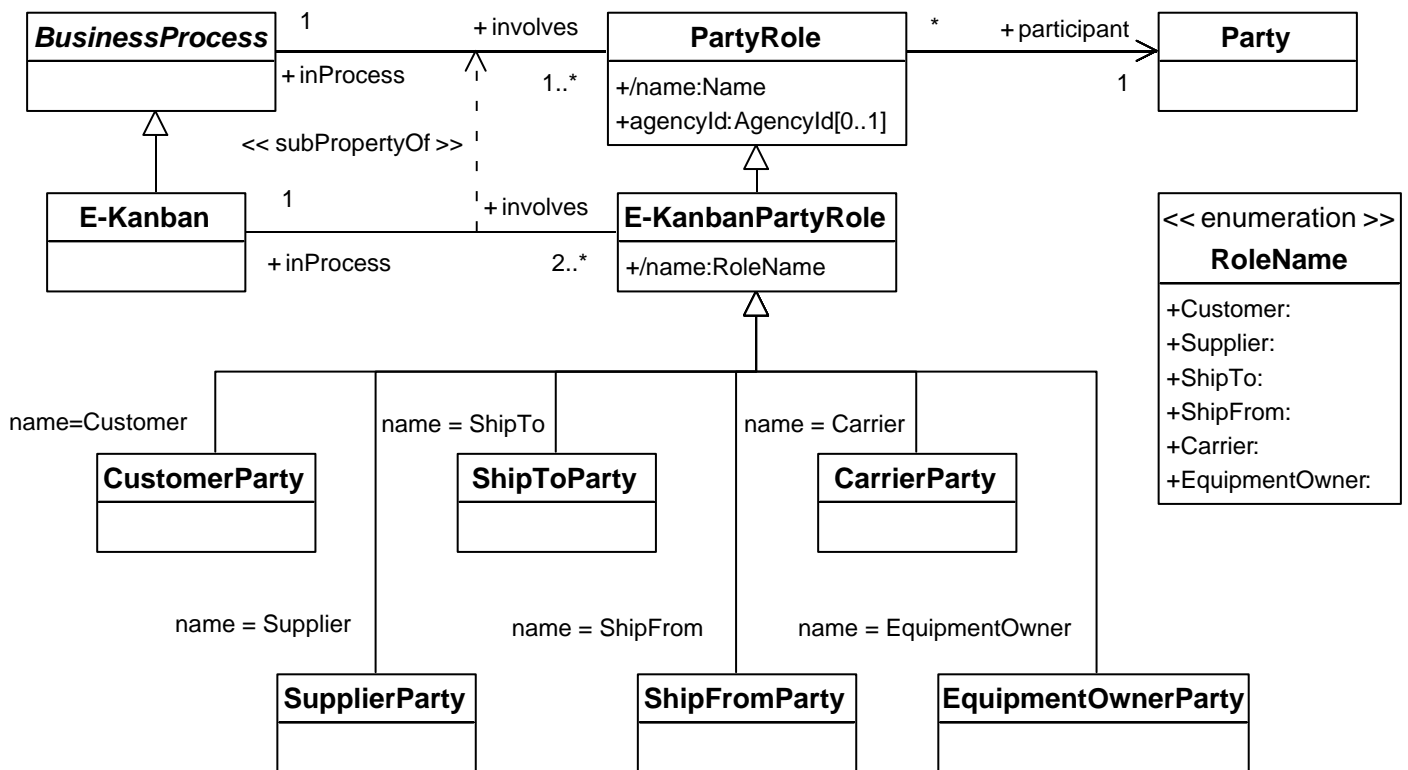 1
+ involves
*
+ participant
BusinessProcess
PartyRole
Party
+ inProcess
1..*
1
+/name:Name
+agencyId:AgencyId[0..1]
<< subPropertyOf >>
E-Kanban
1
+ involves
E-KanbanPartyRole
+ inProcess
2..*
+/name:RoleName
<< enumeration >>
RoleName
+Customer:
+Supplier:
+ShipTo:
+ShipFrom:
+Carrier:
+EquipmentOwner:
name=Customer
name = ShipTo
name = Carrier
CustomerParty
ShipToParty
CarrierParty
name = Supplier
name = ShipFrom
name = EquipmentOwner
SupplierParty
ShipFromParty
EquipmentOwnerParty